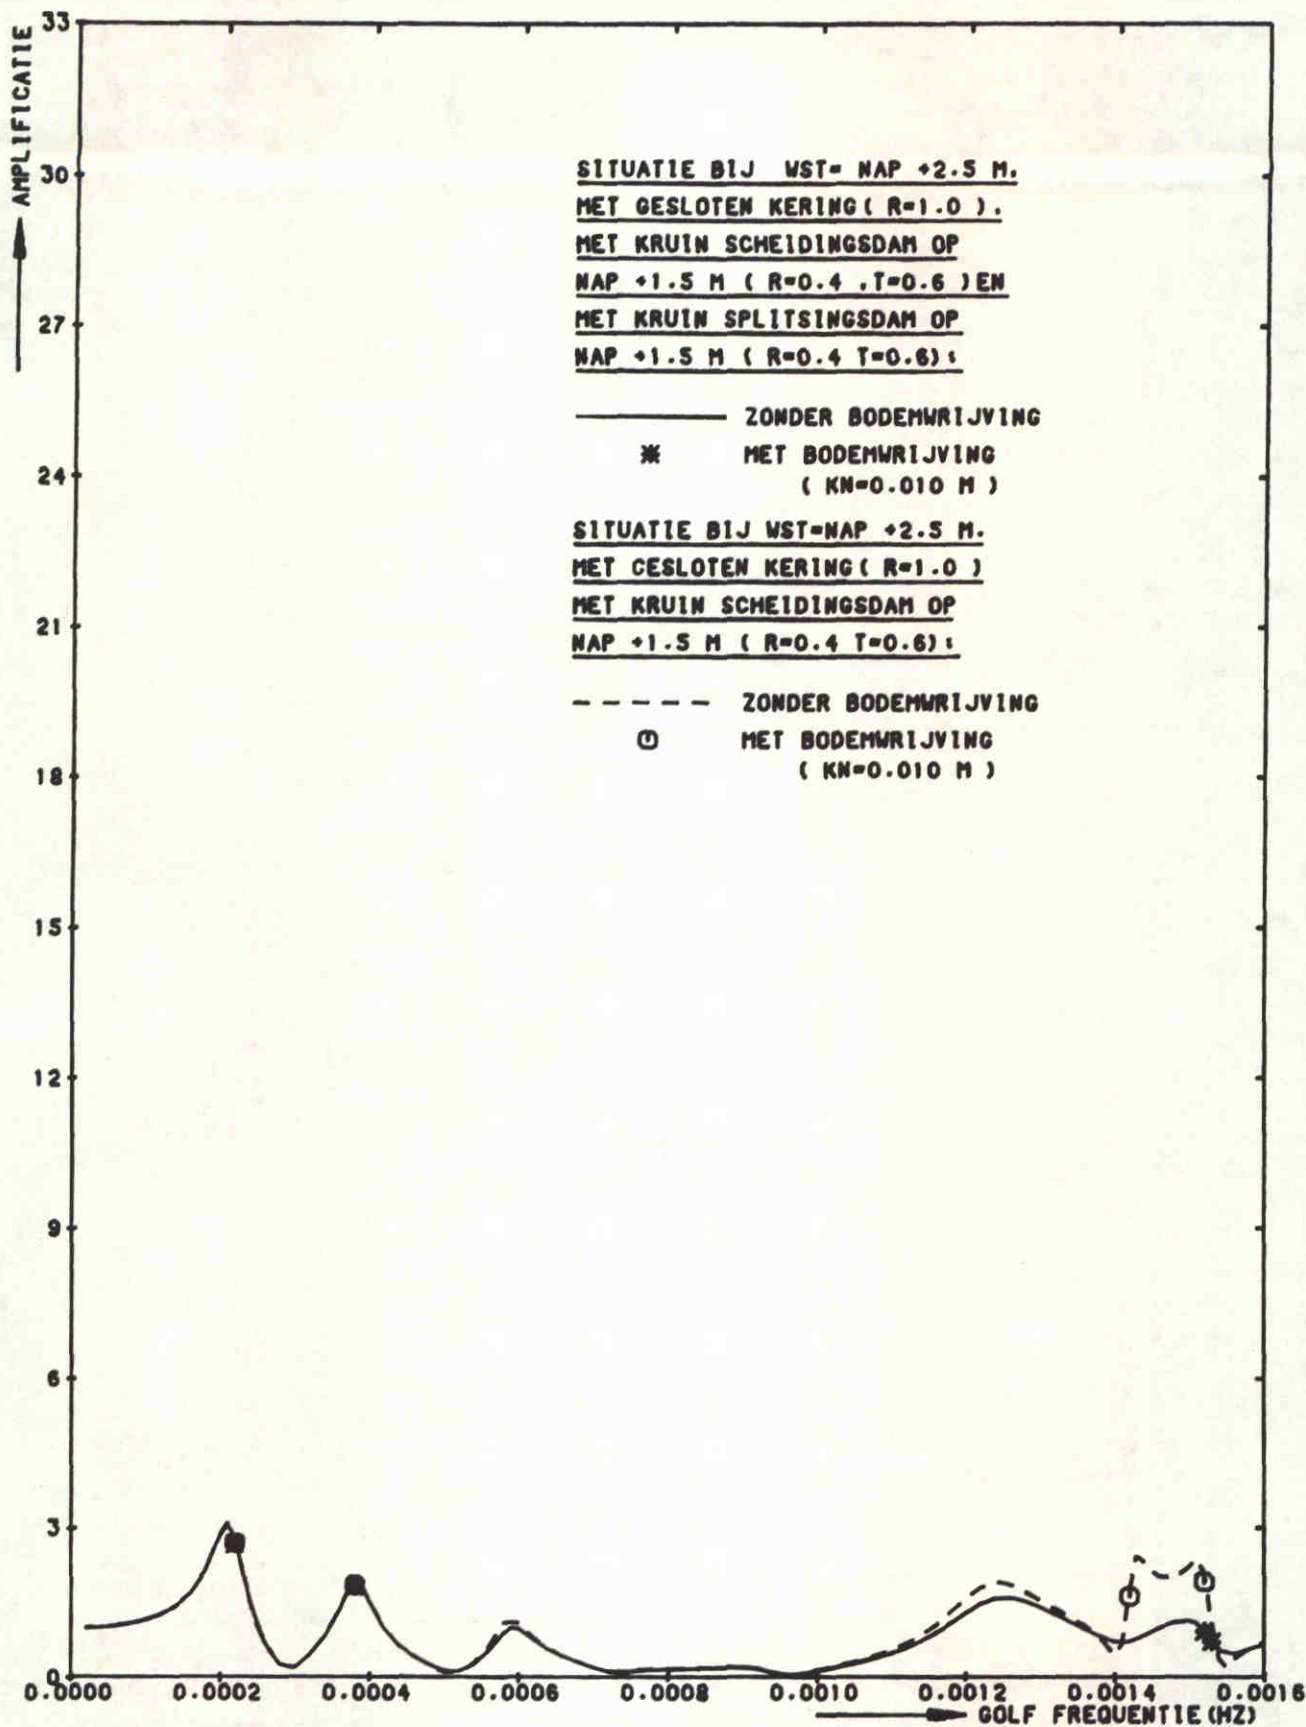 33
AMPLIFICATIE
30
27
24
21
18
15
12
9
6
3
0
SITUATIE BIJ WST= NAP +2.5 M.
MET GESLOTEN KERING ( R=1.0 ).
MET KRUIN SCHEIDINGSDAM OP
NAP +1.5 M ( R=0.4 ,T=0.6 ) EN
MET KRUIN SPLITSINGSDAM OP
NAP +1.5 M ( R=0.4 T=0.6) :
ZONDER BODEMWRIJVING
MET BODEMWRIJVING
( KN=0.010 M )
SITUATIE BIJ WST=NAP +2.5 M.
MET GESLOTEN KERING ( R=1.0 )
MET KRUIN SCHEIDINGSDAM OP
NAP +1.5 M ( R=0.4 T=0.6) :
ZONDER BODEMWRIJVING
MET BODEMWRIJVING
( KN=0.010 M )
0.0000 0.0002 0.0004 0.0006 0.0008 0.0010 0.0012 0.0014 0.0016
GOLF FREQUENTIE (HZ)